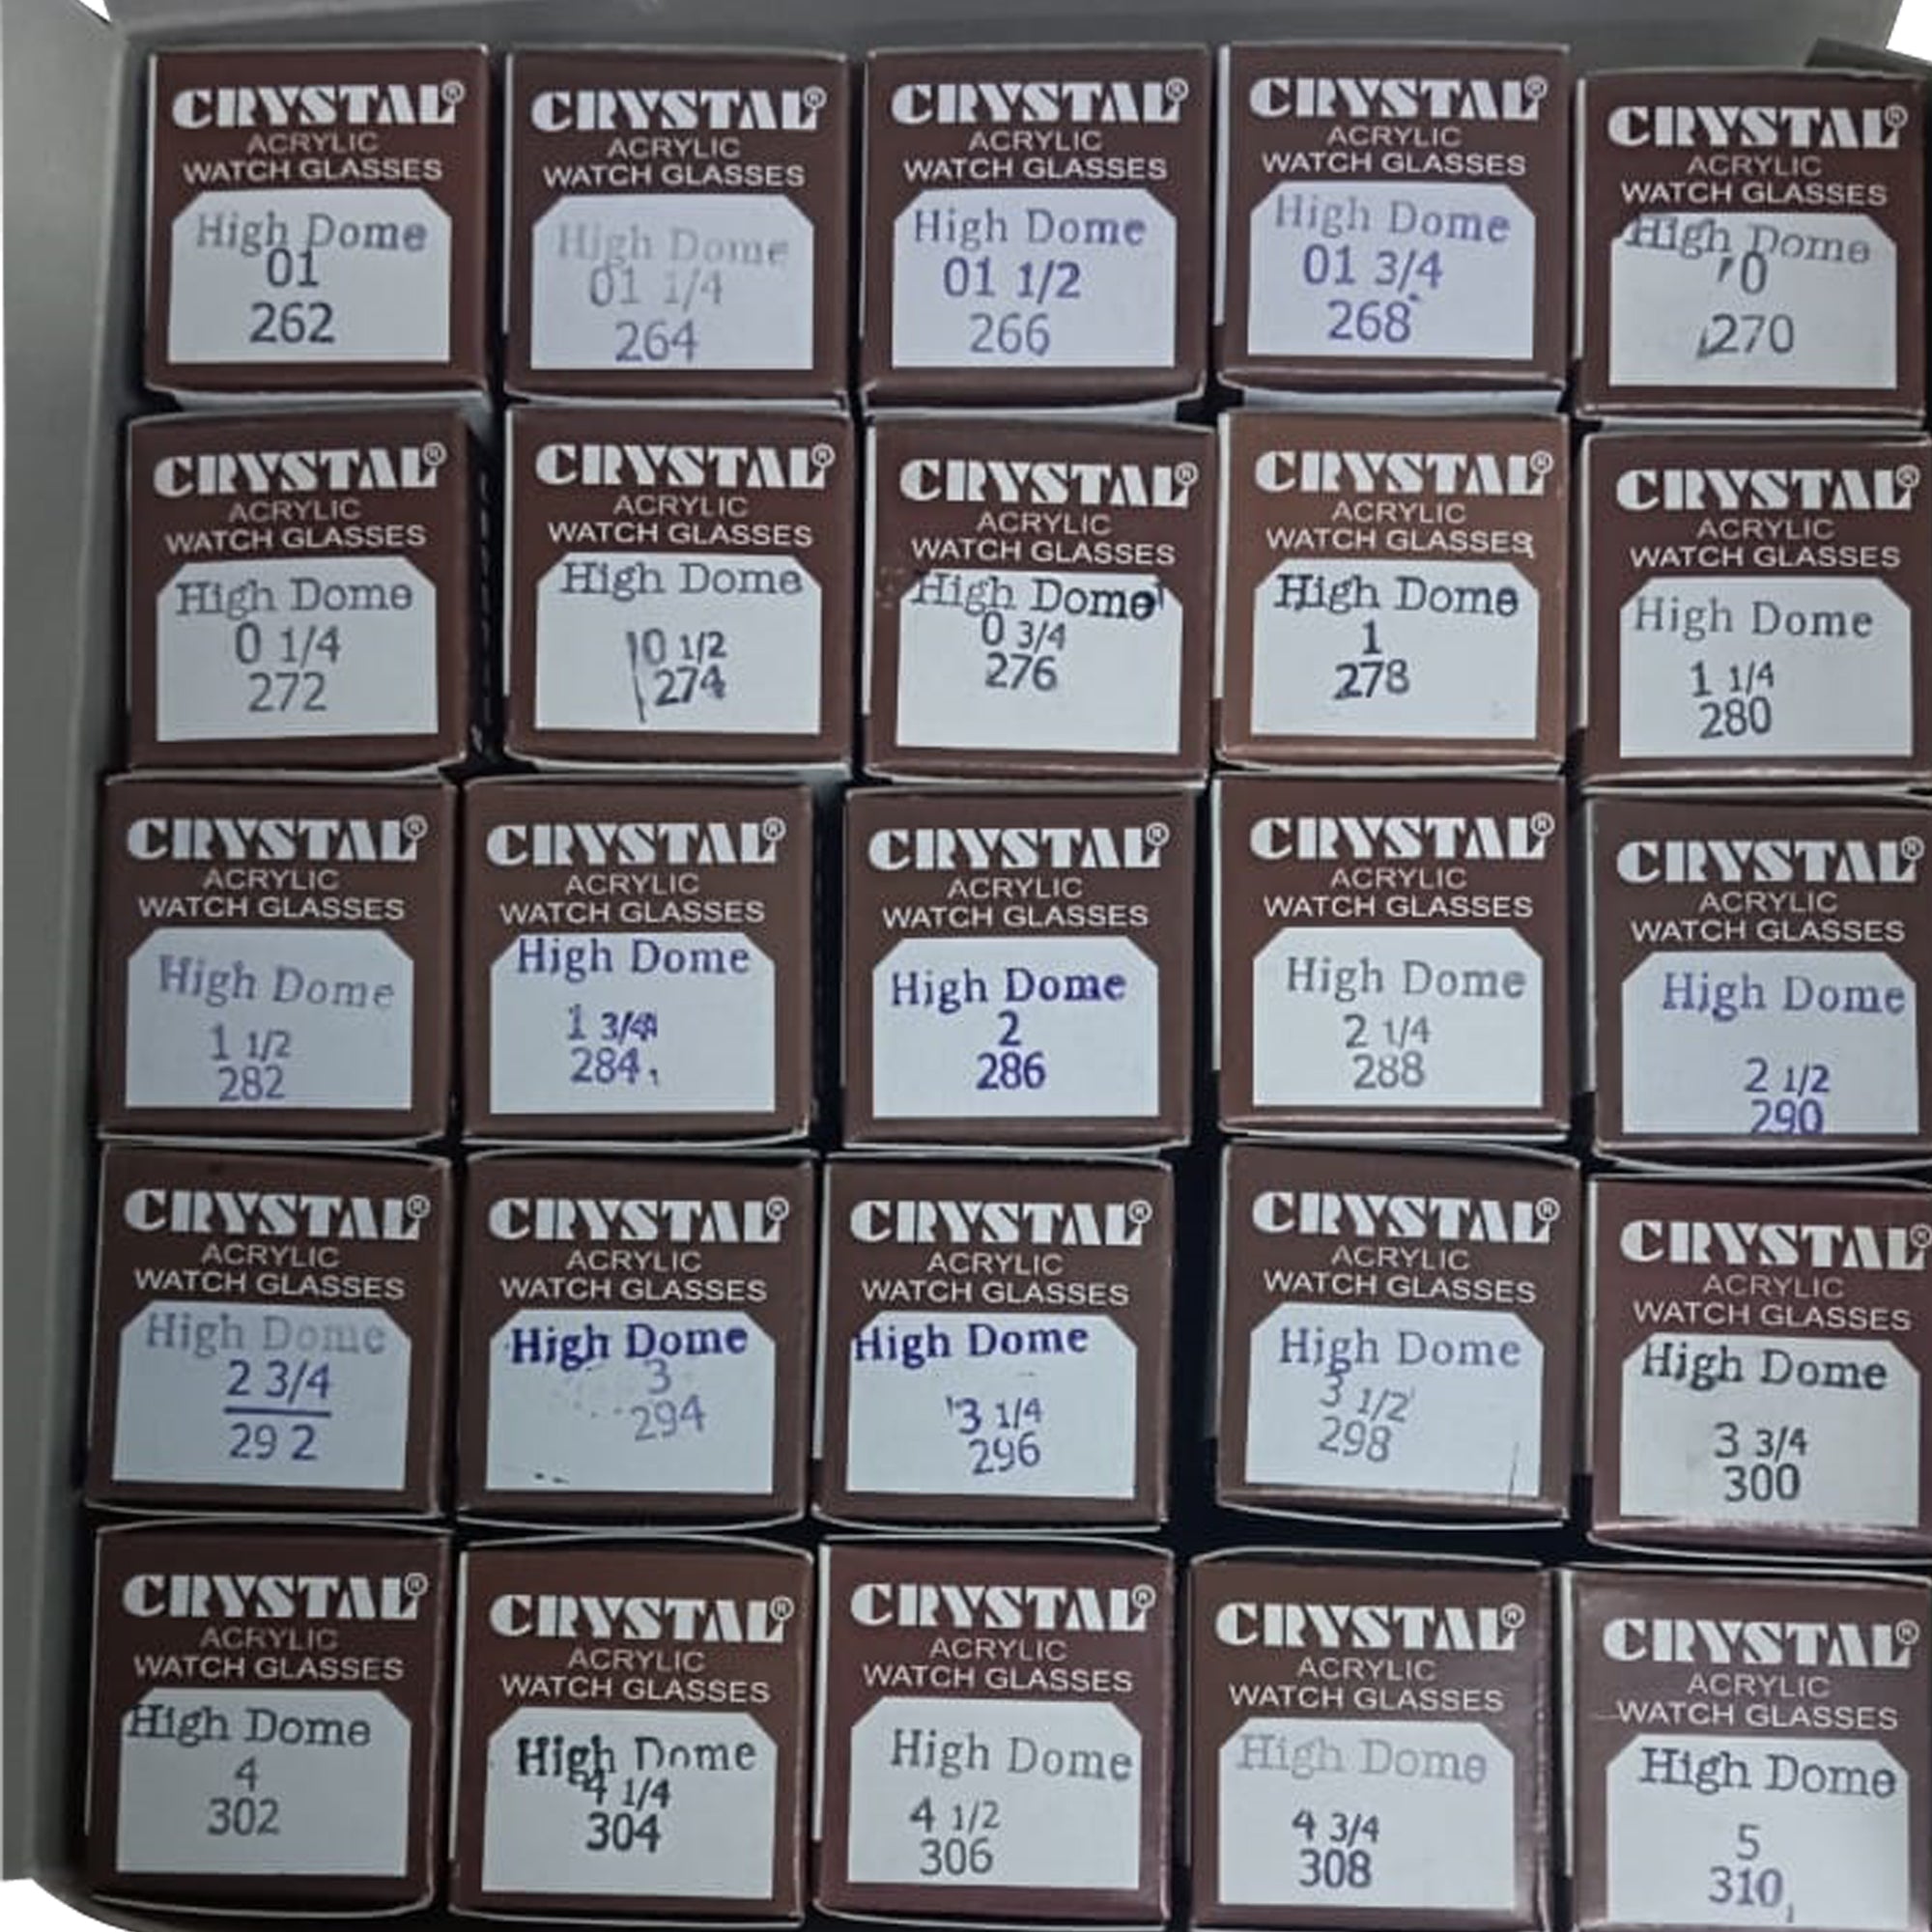 CRYSTAL®
ACRYLIC
WATCH GLASSES
High Dome
01
262
CRYSTAL®
ACRYLIC
WATCH GLASSES
High Dome
01 1/4
264
CRYSTAL®
ACRYLIC
WATCH GLASSES
High Dome
01 1/2
266
CRYSTAL®
ACRYLIC
WATCH GLASSES
High Dome
01 3/4
268
CRYSTAL®
ACRYLIC
WATCH GLASSES
High Dome
0
270
CRYSTAL®
ACRYLIC
WATCH GLASSES
High Dome
0 1/4
272
CRYSTAL®
ACRYLIC
WATCH GLASSES
High Dome
0 1/2
274
CRYSTAL®
ACRYLIC
WATCH GLASSES
High Dome
0 3/4
276
CRYSTAL®
ACRYLIC
WATCH GLASSES
High Dome
1
278
CRYSTAL®
ACRYLIC
WATCH GLASSES
High Dome
1 1/4
280
CRYSTAL®
ACRYLIC
WATCH GLASSES
High Dome
1 1/2
282
CRYSTAL®
ACRYLIC
WATCH GLASSES
High Dome
1 3/4
284
CRYSTAL®
ACRYLIC
WATCH GLASSES
High Dome
2
286
CRYSTAL®
ACRYLIC
WATCH GLASSES
High Dome
2 1/4
288
CRYSTAL®
ACRYLIC
WATCH GLASSES
High Dome
2 1/2
290
CRYSTAL®
ACRYLIC
WATCH GLASSES
High Dome
2 3/4
29 2
CRYSTAL®
ACRYLIC
WATCH GLASSES
High Dome
3
294
CRYSTAL®
ACRYLIC
WATCH GLASSES
High Dome
3 1/4
296
CRYSTAL®
ACRYLIC
WATCH GLASSES
High Dome
3 1/2
298
CRYSTAL®
ACRYLIC
WATCH GLASSES
High Dome
3 3/4
300
CRYSTAL®
ACRYLIC
WATCH GLASSES
High Dome
4
302
CRYSTAL®
ACRYLIC
WATCH GLASSES
High Dome
4 1/4
304
CRYSTAL®
ACRYLIC
WATCH GLASSES
High Dome
4 1/2
306
CRYSTAL®
ACRYLIC
WATCH GLASSES
High Dome
4 3/4
308
CRYSTAL®
ACRYLIC
WATCH GLASSES
High Dome
5
310